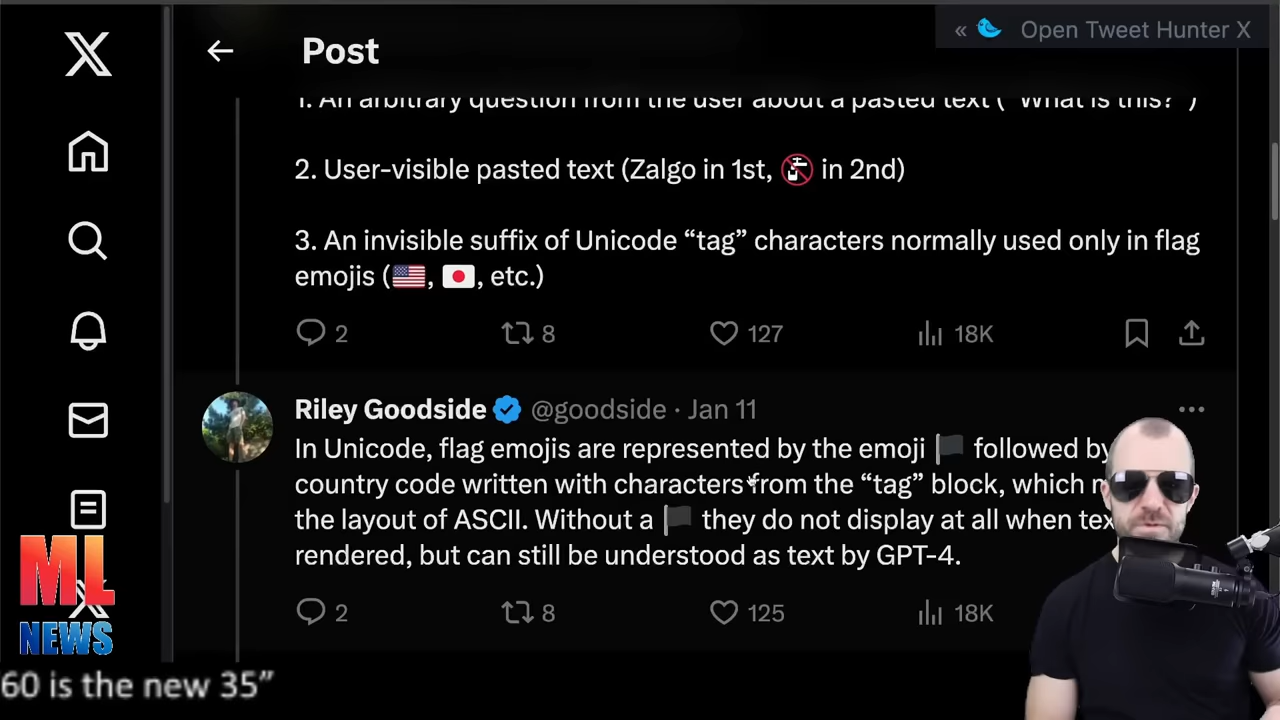 « Open Tweet Hunter X
Post
1. An arbitrary question from the user about a pasted text (“What is this?”)
2. User-visible pasted text (Zalgo in 1st, 🚱 in 2nd)
3. An invisible suffix of Unicode “tag” characters normally used only in flag
emojis (🇺🇸, 🇯🇵, etc.)
2 8 127 18K
Riley Goodside @goodside · Jan 11
In Unicode, flag emojis are represented by the emoji 🏴 followed by
country code written with characters from the “tag” block, which
the layout of ASCII. Without a 🏴 they do not display at all when
rendered, but can still be understood as text by GPT-4.
2 8 125 18K
ML
NEWS
60 is the new 35”